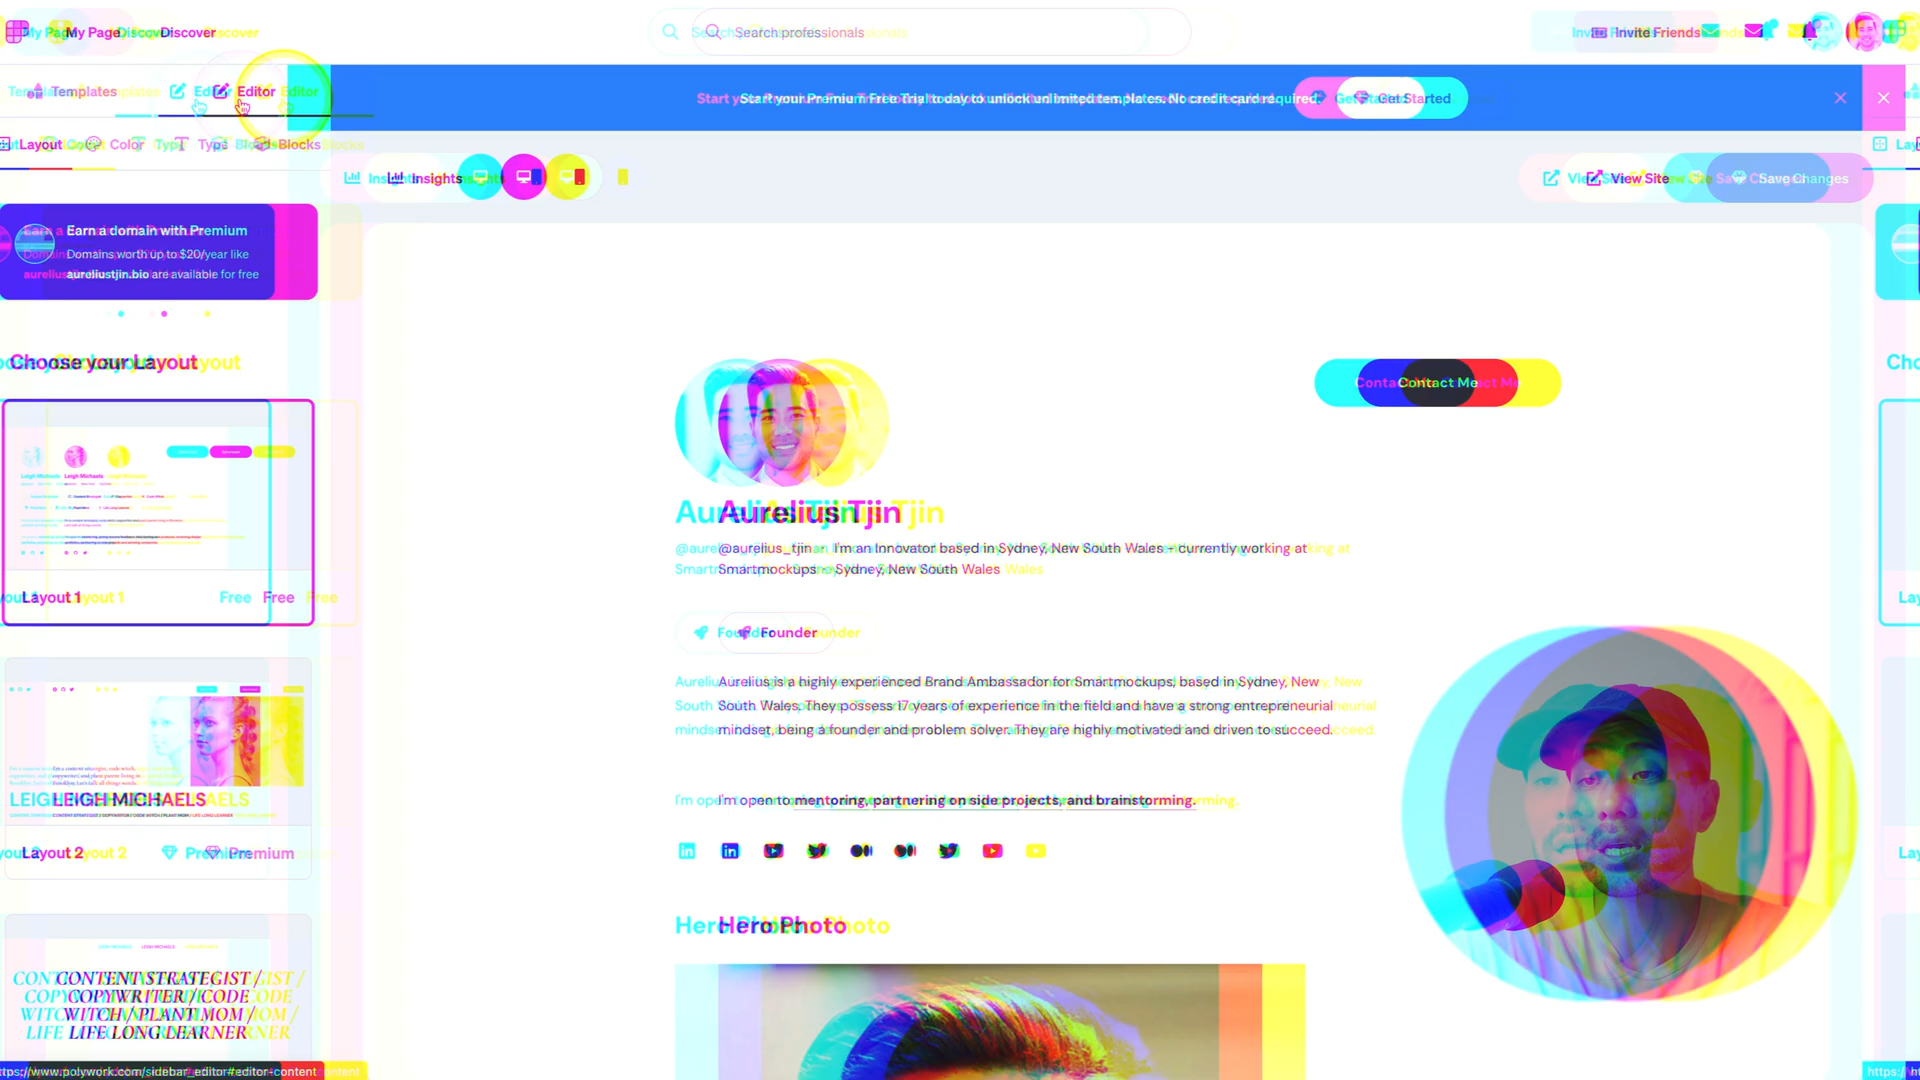 My Page Discover
Search professionals
Invite Friends
Templates Editor
Start your Premium Free Trial today to unlock unlimited templates. No credit card required.
Get Started
Layout Color Type Blocks
Insights
View Site
Save Changes
Earn a domain with Premium
Domains worth up to $20/year like
aureliustjin.bio are available for free
Choose your Layout
Leigh Michaels
Layout 1 Free
LEIGH MICHAELS
Layout 2 Premium
CONTENT STRATEGIST /
COPYWRITER / CODE
WITCH / PLANT MOM /
LIFE LONG LEARNER
https://www.polywork.com/_sidebar_editor#editor-content
Contact Me
Aurelius Tjin
@aurelius_tjin – I'm an Innovator based in Sydney, New South Wales – currently working at
Smartmockups – Sydney, New South Wales
Founder
Aurelius is a highly experienced Brand Ambassador for Smartmockups, based in Sydney, New
South Wales. They possess 17 years of experience in the field and have a strong entrepreneurial
mindset, being a founder and problem solver. They are highly motivated and driven to succeed.
I'm open to mentoring, partnering on side projects, and brainstorming.
Hero Photo